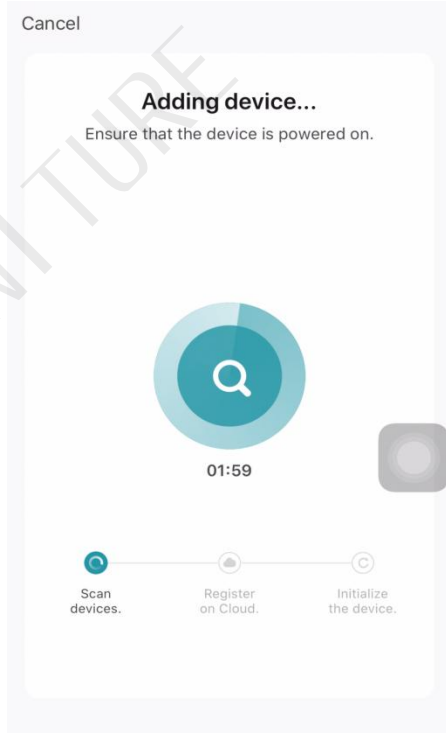 Cancel
Adding device...
Ensure that the device is powered on.
01:59
Scan
devices.
Register
on Cloud.
Initialize
the device.